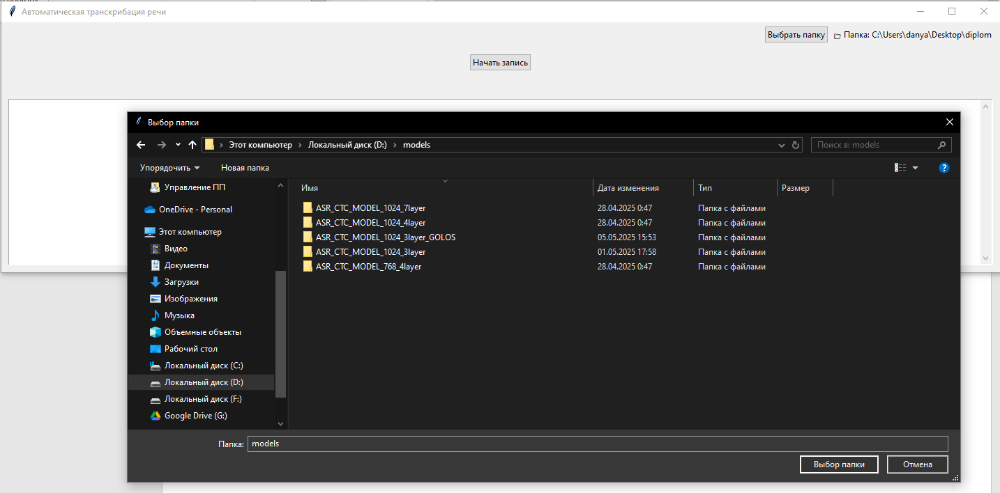 Автоматическая транскрибация речи
Выбрать папку Папка: C:\Users\danya\Desktop\diplom
Начать запись
Выбор папки
Этот компьютер › Локальный диск (D:) › models
Поиск в: models
Упорядочить Новая папка
?
Управление ПП
OneDrive - Personal
Этот компьютер
Видео
Документы
Загрузки
Изображения
Музыка
Объемные объекты
Рабочий стол
Локальный диск (C:)
Локальный диск (D:)
Локальный диск (F:)
Google Drive (G:)
Имя Дата изменения Тип Размер
ASR_CTC_MODEL_1024_7layer 28.04.2025 0:47 Папка с файлами
ASR_CTC_MODEL_1024_4layer 28.04.2025 0:47 Папка с файлами
ASR_CTC_MODEL_1024_3layer_GOLOS 05.05.2025 15:53 Папка с файлами
ASR_CTC_MODEL_1024_3layer 01.05.2025 17:58 Папка с файлами
ASR_CTC_MODEL_768_4layer 28.04.2025 0:47 Папка с файлами
Папка: models
Выбор папки Отмена